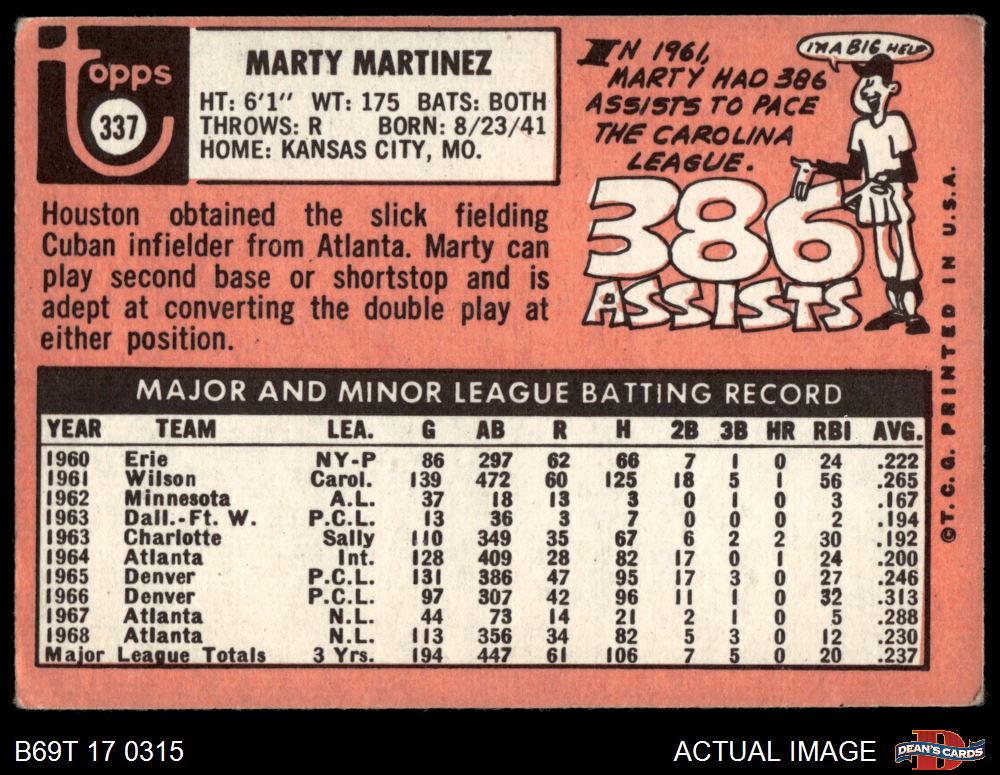 Topps
337
MARTY MARTINEZ
HT: 6'1" WT: 175 BATS: BOTH
THROWS: R BORN: 8/23/41
HOME: KANSAS CITY, MO.
Houston obtained the slick fielding
Cuban infielder from Atlanta. Marty can
play second base or shortstop and is
adept at converting the double play at
either position.
IN 1961,
MARTY HAD 386
ASSISTS TO PACE
THE CAROLINA
LEAGUE.
I'M A BIG HELP
386
ASSISTS
©T. C. G. PRINTED IN U. S. A.
MAJOR AND MINOR LEAGUE BATTING RECORD
YEAR TEAM LEA. G AB R H 2B 3B HR RBI AVG.
1960 Erie NY-P 86 297 62 66 7 1 0 24 .222
1961 Wilson Carol. 139 472 60 125 18 5 1 56 .265
1962 Minnesota A.L. 37 18 13 3 0 1 0 3 .167
1963 Dall.-Ft. W. P.C.L. 13 36 3 7 0 0 0 2 .194
1963 Charlotte Sally 110 349 35 67 6 2 2 30 .192
1964 Atlanta Int. 128 409 28 82 17 0 1 24 .200
1965 Denver P.C.L. 131 386 47 95 17 3 0 27 .246
1966 Denver P.C.L. 97 307 42 96 11 1 0 32 .313
1967 Atlanta N.L. 44 73 14 21 2 1 0 5 .288
1968 Atlanta N.L. 113 356 34 82 5 3 0 12 .230
Major League Totals 3 Yrs. 194 447 61 106 7 5 0 20 .237
B69T 17 0315
ACTUAL IMAGE
DEAN'S CARDS